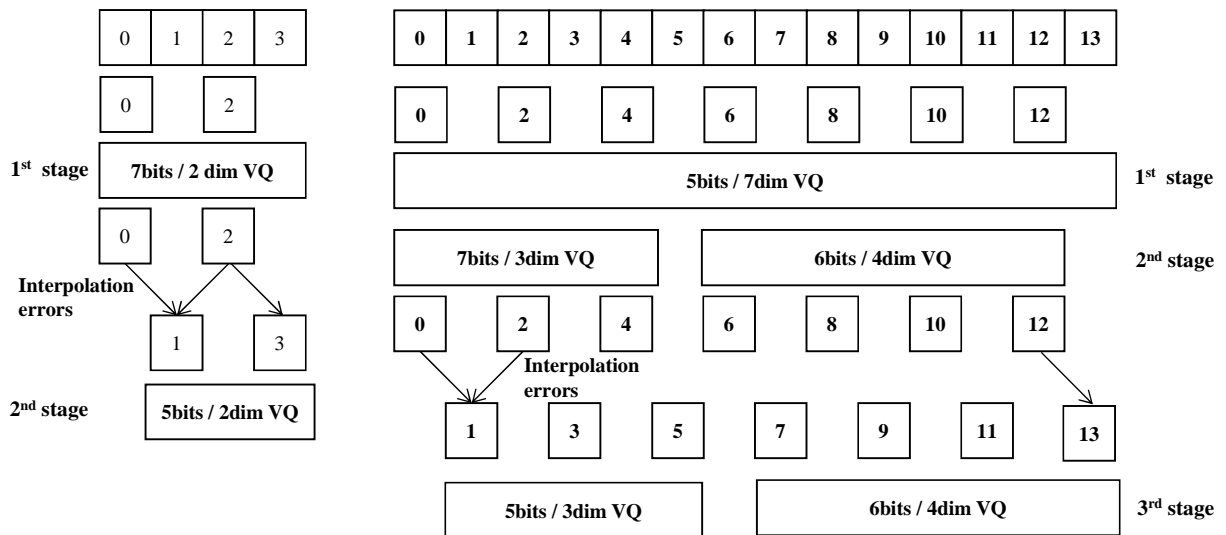 0 1 2 3
0 2
1st stage
7bits / 2 dim VQ
0 2
Interpolation
errors
1 3
2nd stage
5bits / 2dim VQ
0 1 2 3 4 5 6 7 8 9 10 11 12 13
0 2 4 6 8 10 12
5bits / 7dim VQ
1st stage
7bits / 3dim VQ
6bits / 4dim VQ
2nd stage
0 2 4 6 8 10 12
Interpolation
errors
1 3 5 7 9 11 13
5bits / 3dim VQ
6bits / 4dim VQ
3rd stage